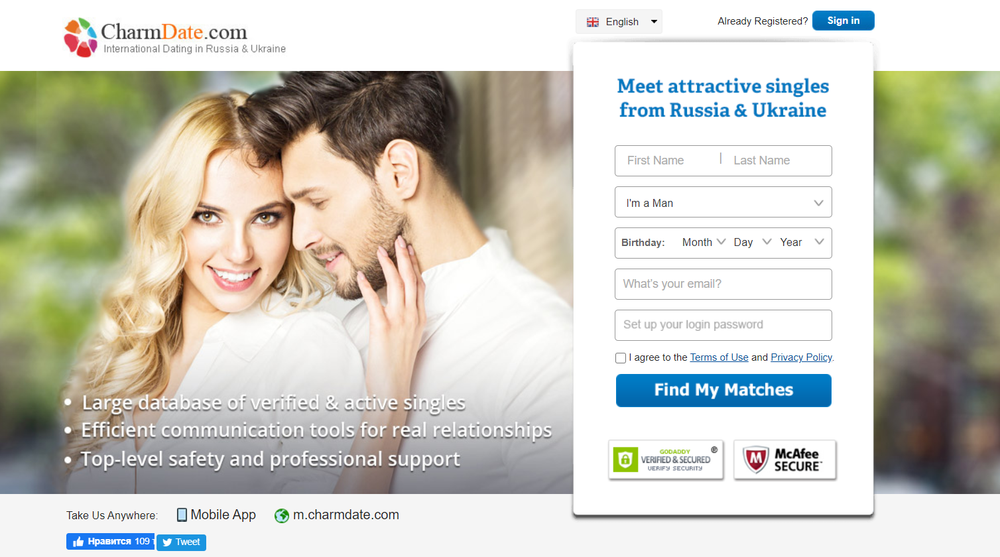 CharmDate.com
International Dating in Russia & Ukraine
English
Already Registered?
Sign in
Meet attractive singles
from Russia & Ukraine
First Name | Last Name
I'm a Man
Birthday: Month Day Year
What's your email?
Set up your login password
I agree to the Terms of Use and Privacy Policy.
Find My Matches
GODADDY
VERIFIED & SECURED ®
VERIFY SECURITY
McAfee
SECURE™
• Large database of verified & active singles
• Efficient communication tools for real relationships
• Top-level safety and professional support
Take Us Anywhere: Mobile App m.charmdate.com
Нравится 109
Tweet